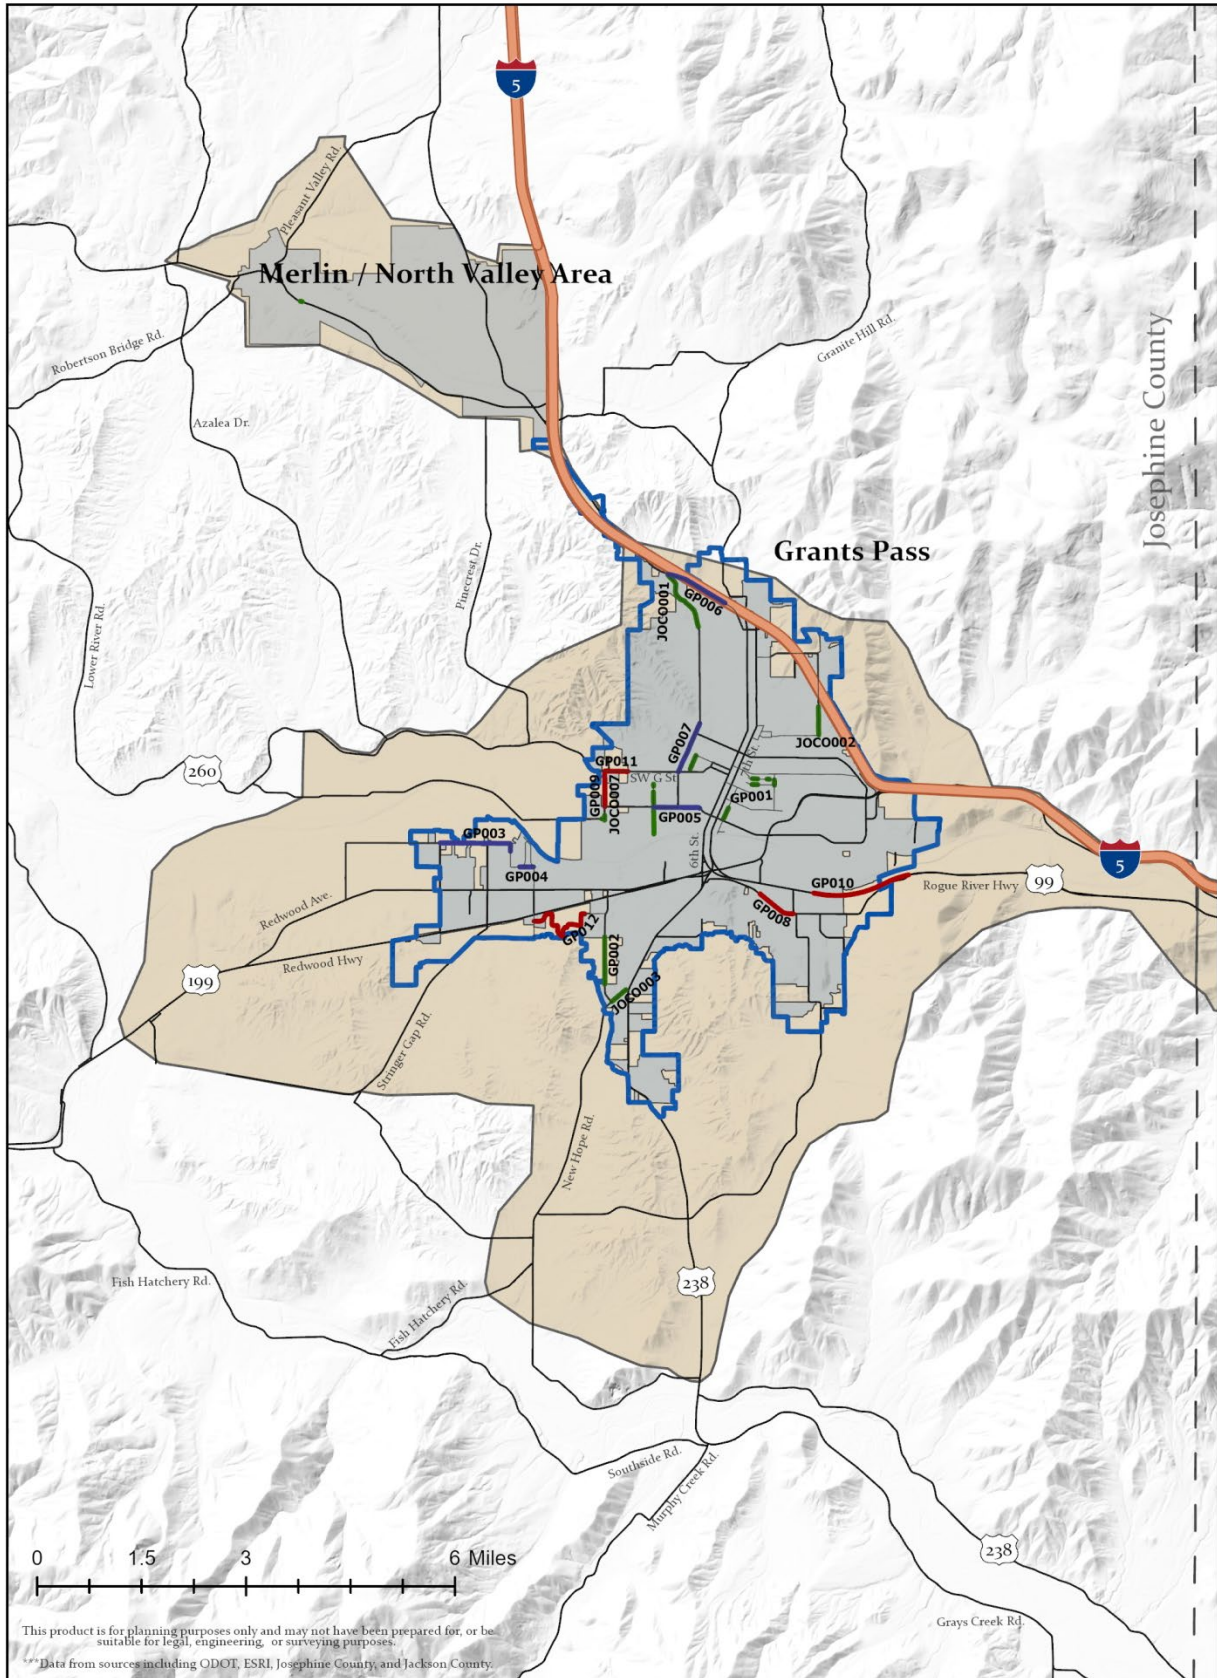 5
Pleasant Valley Rd.
Merlin / North Valley Area
Robertson Bridge Rd.
Granite Hill Rd.
Josephine County
Azalea Dr.
Pinecrest Dr.
Grants Pass
Lower River Rd.
JOCO001
GP006
260
GP007
7th St.
JOCO002
GP011
SW G St
GP009
JOCO007
GP001
GP005
6th St.
GP003
GP004
5
GP010
Rogue River Hwy
99
Redwood Ave.
GP008
GP012
GP002
Redwood Hwy
199
JOCO003
Stringer Gap Rd.
New Hope Rd.
Fish Hatchery Rd.
238
Fish Hatchery Rd.
Southside Rd.
Murphy Creek Rd.
238
Grays Creek Rd.
0 1.5 3 6 Miles
This product is for planning purposes only and may not have been prepared for, or be
suitable for legal, engineering, or surveying purposes.
***Data from sources including ODOT, ESRI, Josephine County, and Jackson County.